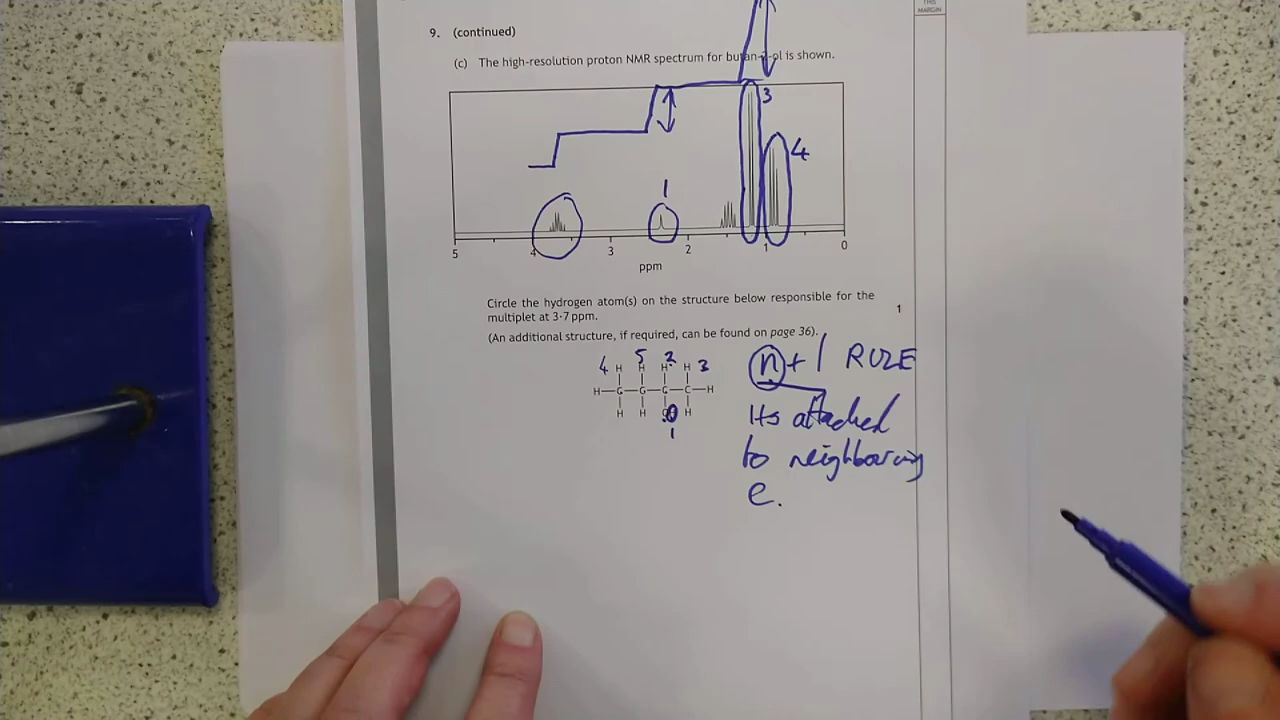 THIS
MARGIN
9. (continued)
(c) The high-resolution proton NMR spectrum for butan-2-ol is shown.
3
4
1
5 4 3 2 1 0
ppm
Circle the hydrogen atom(s) on the structure below responsible for the
multiplet at 3·7 ppm.
1
(An additional structure, if required, can be found on page 36).
n + 1 RULE
4 H 5 H 2 H H 3
H—C—C—C—C—H
H H O H
1
Hs attached
to neighbouring
C.